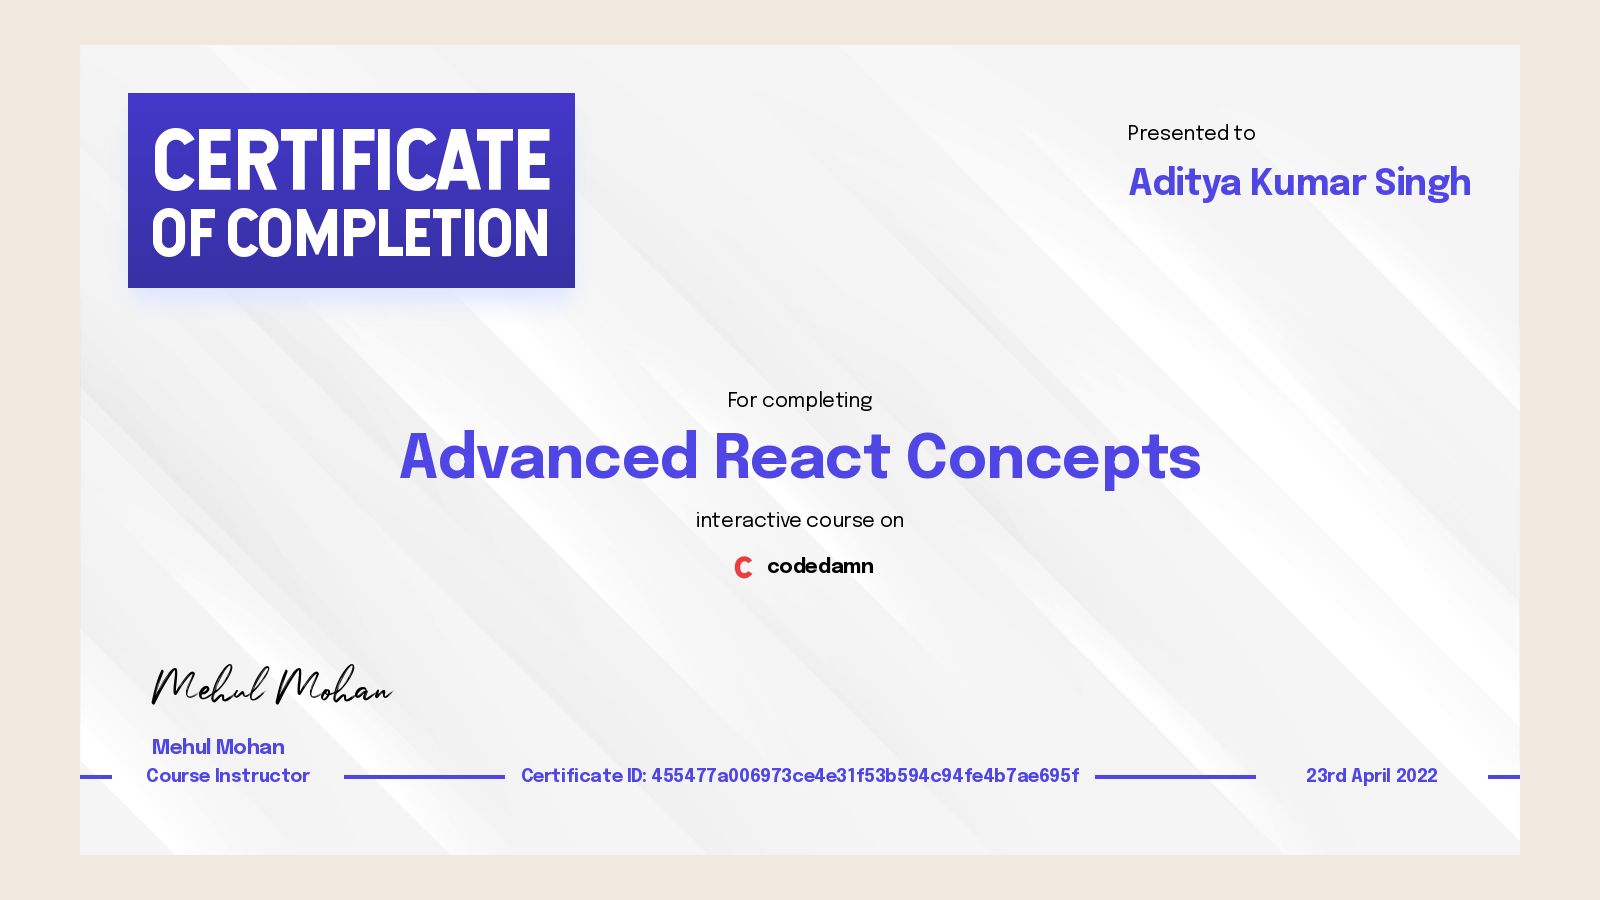 CERTIFICATE
OF COMPLETION
Presented to
Aditya Kumar Singh
For completing
Advanced React Concepts
interactive course on
codedamn
Mehul Mohan
Mehul Mohan
Course Instructor
Certificate ID: 455477a006973ce4e31f53b594c94fe4b7ae695f
23rd April 2022